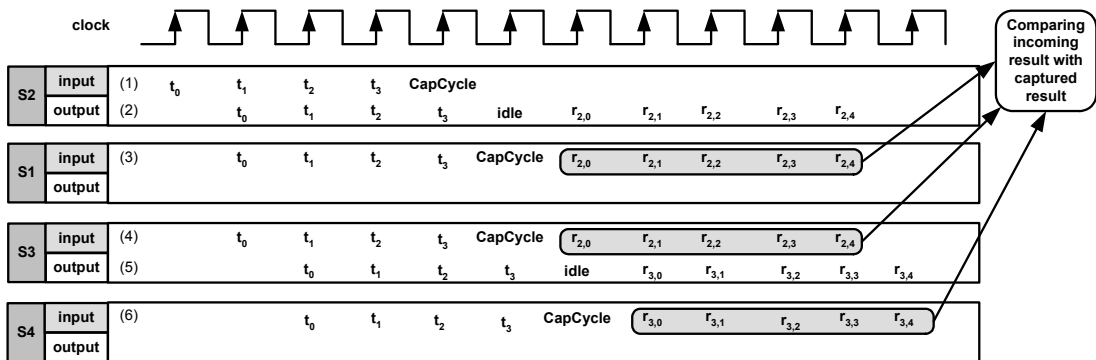 clock
Comparing
incoming
result with
captured
result
S2 input (1) t0 t1 t2 t3 CapCycle
output (2) t0 t1 t2 t3 idle r2,0 r2,1 r2,2 r2,3 r2,4
S1 input (3) t0 t1 t2 t3 CapCycle r2,0 r2,1 r2,2 r2,3 r2,4
output
S3 input (4) t0 t1 t2 t3 CapCycle r2,0 r2,1 r2,2 r2,3 r2,4
output (5) t0 t1 t2 t3 idle r3,0 r3,1 r3,2 r3,3 r3,4
S4 input (6) t0 t1 t2 t3 CapCycle r3,0 r3,1 r3,2 r3,3 r3,4
output